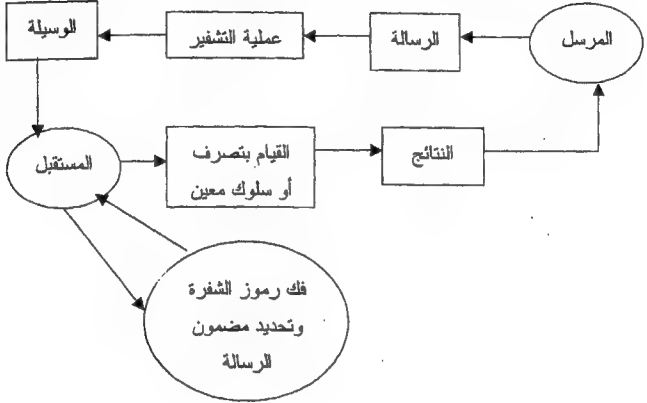 المرسل
الرسالة
عملية التشفير
الوسيلة
المستقبل
القيام بتصرف
أو سلوك معين
النتائج
فك رموز الشفرة
وتحديد مضمون
الرسالة